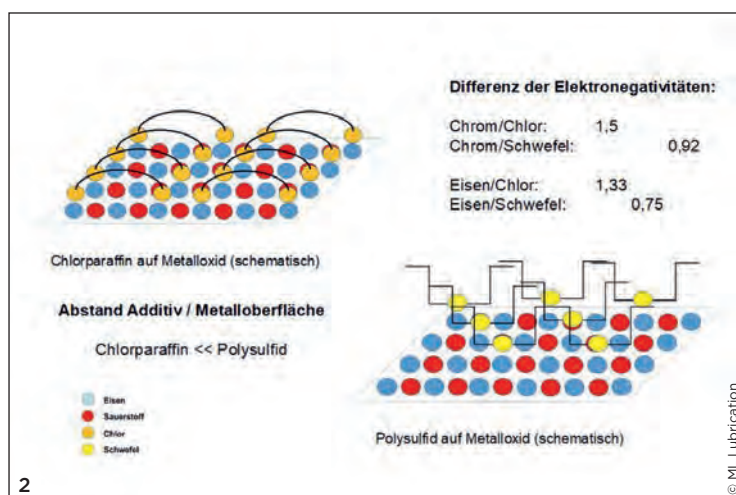 Differenz der Elektronegativitäten:
Chrom/Chlor: 1,5
Chrom/Schwefel: 0,92
Eisen/Chlor: 1,33
Eisen/Schwefel: 0,75
Chlorparaffin auf Metalloxid (schematisch)
Abstand Additiv / Metalloberfläche
Chlorparaffin << Polysulfid
Eisen
Sauerstoff
Chlor
Schwefel
Polysulfid auf Metalloxid (schematisch)
2
© ML Lubrication